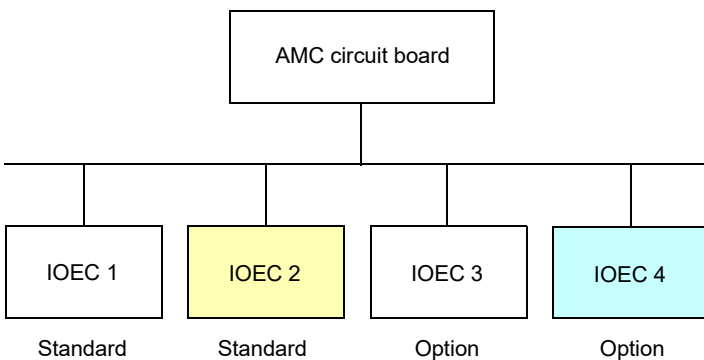 AMC circuit board
IOEC 1
IOEC 2
IOEC 3
IOEC 4
Standard
Standard
Option
Option